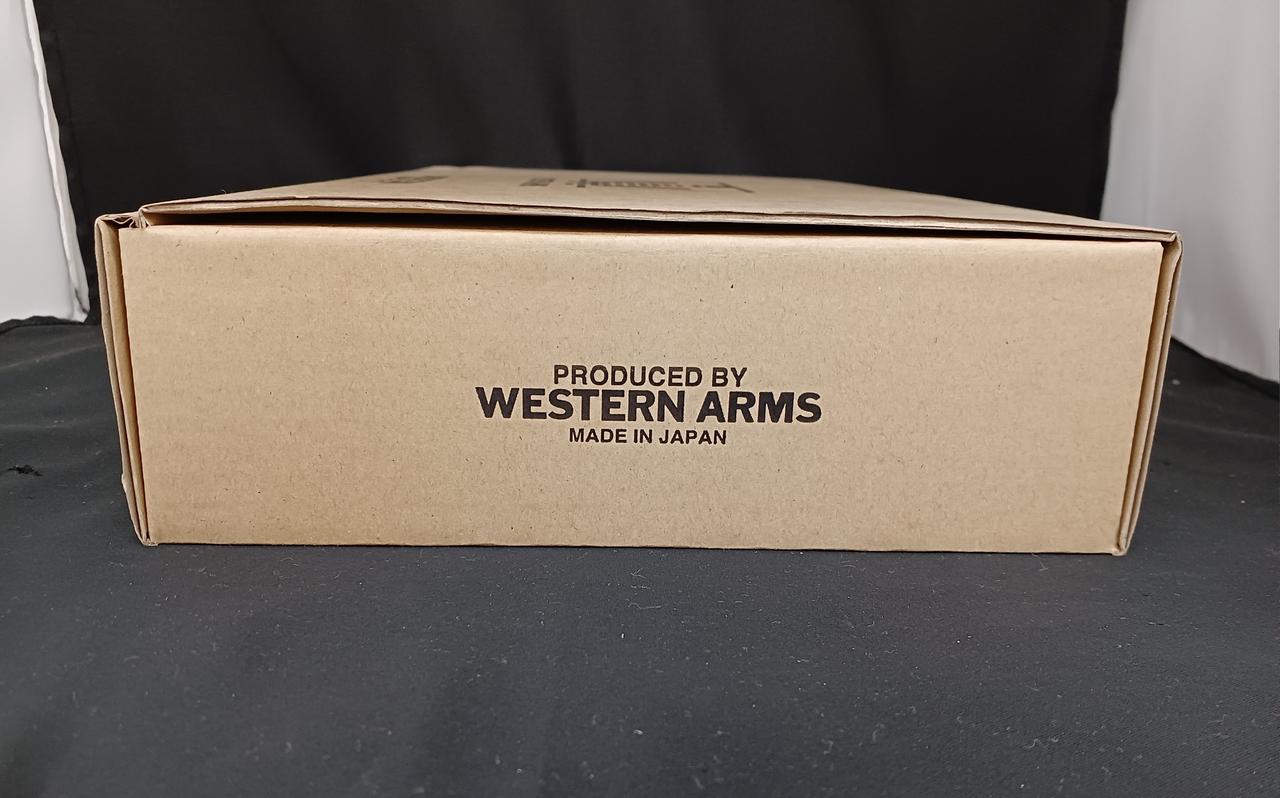 PRODUCED BY
WESTERN ARMS
MADE IN JAPAN